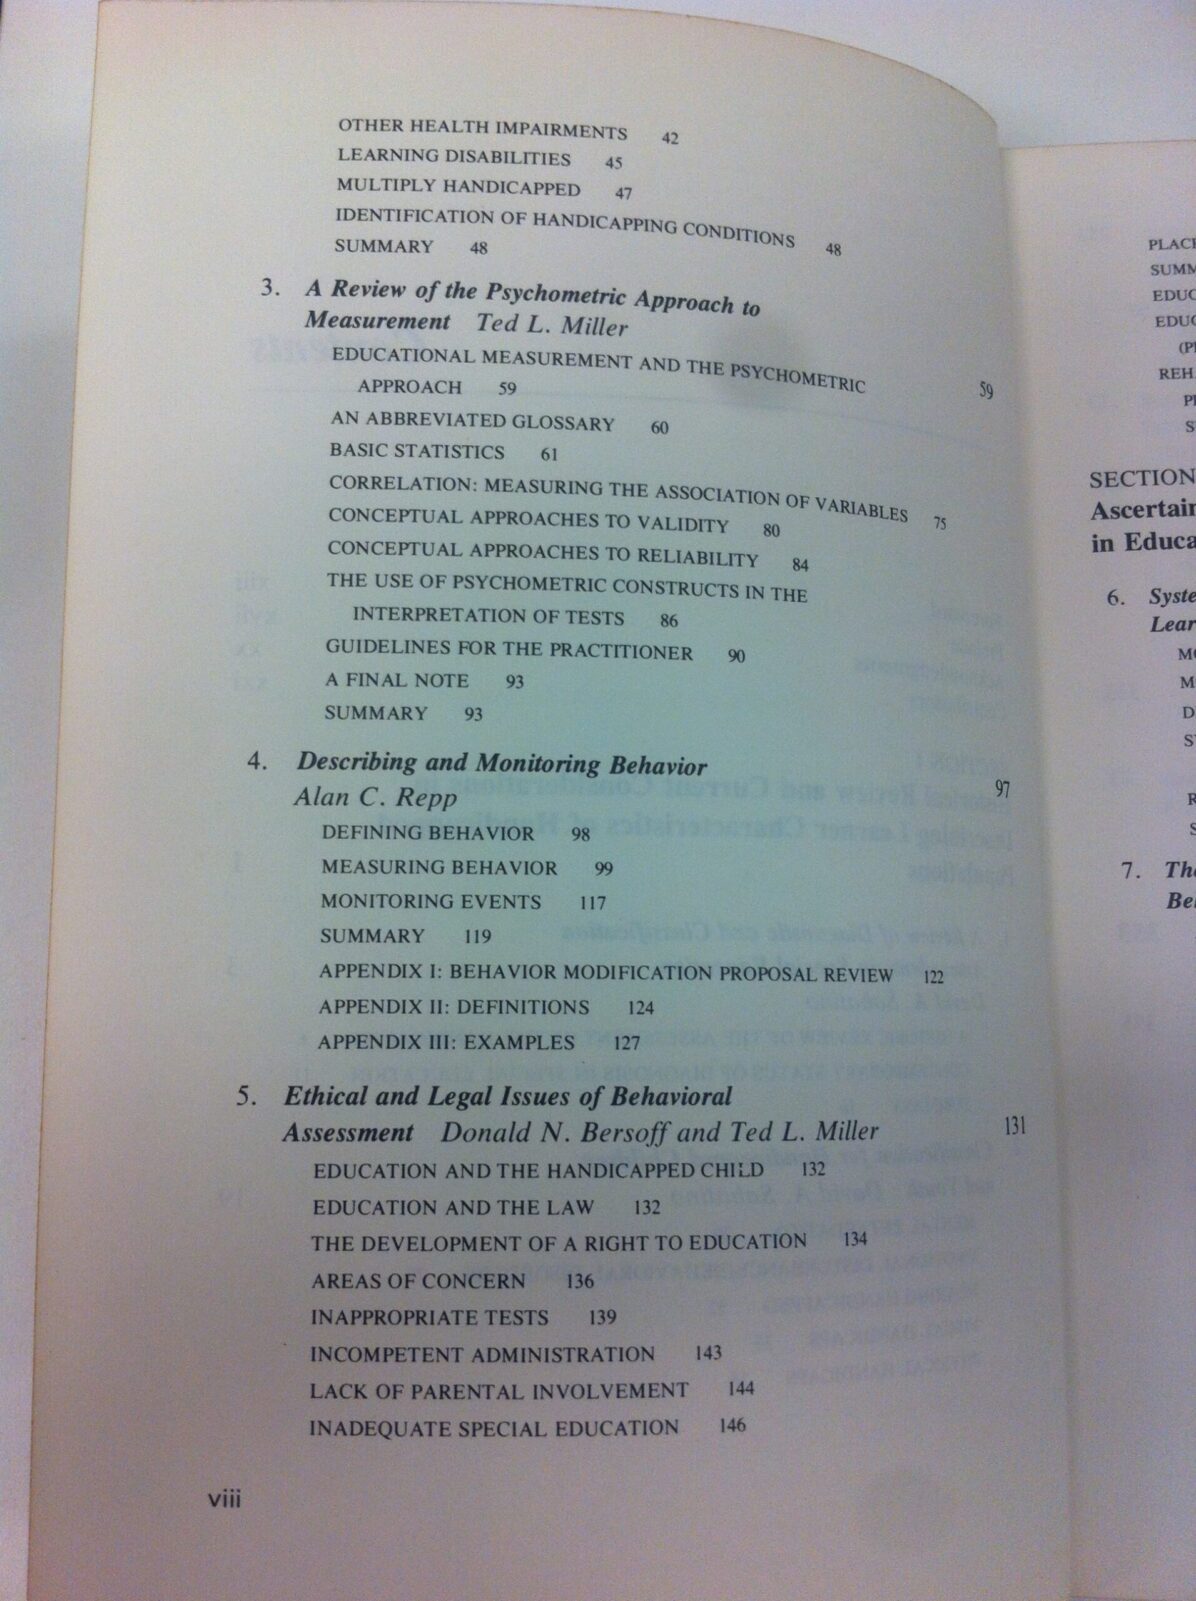 OTHER HEALTH IMPAIRMENTS 42
LEARNING DISABILITIES 45
MULTIPLY HANDICAPPED 47
IDENTIFICATION OF HANDICAPPING CONDITIONS 48
SUMMARY 48
3. A Review of the Psychometric Approach to
Measurement Ted L. Miller 59
EDUCATIONAL MEASUREMENT AND THE PSYCHOMETRIC
APPROACH 59
AN ABBREVIATED GLOSSARY 60
BASIC STATISTICS 61
CORRELATION: MEASURING THE ASSOCIATION OF VARIABLES 75
CONCEPTUAL APPROACHES TO VALIDITY 80
CONCEPTUAL APPROACHES TO RELIABILITY 84
THE USE OF PSYCHOMETRIC CONSTRUCTS IN THE
INTERPRETATION OF TESTS 86
GUIDELINES FOR THE PRACTITIONER 90
A FINAL NOTE 93
SUMMARY 93
4. Describing and Monitoring Behavior
Alan C. Repp 97
DEFINING BEHAVIOR 98
MEASURING BEHAVIOR 99
MONITORING EVENTS 117
SUMMARY 119
APPENDIX I: BEHAVIOR MODIFICATION PROPOSAL REVIEW 122
APPENDIX II: DEFINITIONS 124
APPENDIX III: EXAMPLES 127
5. Ethical and Legal Issues of Behavioral
Assessment Donald N. Bersoff and Ted L. Miller 131
EDUCATION AND THE HANDICAPPED CHILD 132
EDUCATION AND THE LAW 132
THE DEVELOPMENT OF A RIGHT TO EDUCATION 134
AREAS OF CONCERN 136
INAPPROPRIATE TESTS 139
INCOMPETENT ADMINISTRATION 143
LACK OF PARENTAL INVOLVEMENT 144
INADEQUATE SPECIAL EDUCATION 146
viii
SECTION
in
6.
7.